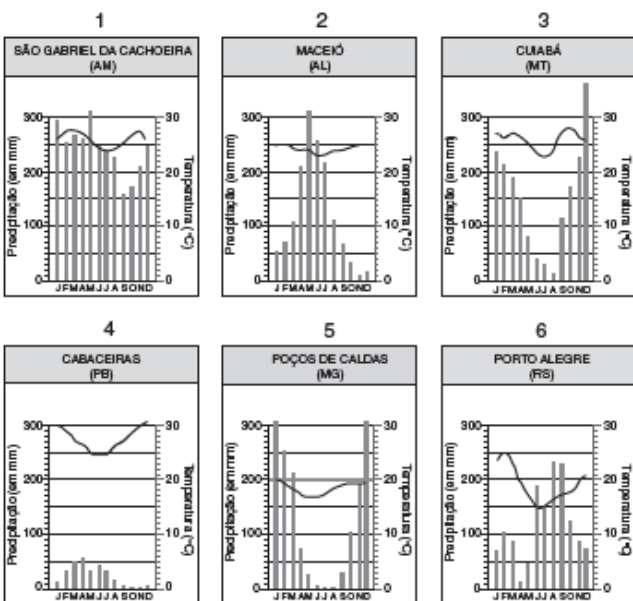 1
SÃO GABRIEL DA CACHOEIRA
(AM)
300
200
100
0
Precipitação (em mm)
30
20
10
0
Temperatura (°C)
J F M A M J J A S O N D
2
MACEIÓ
(AL)
300
200
100
0
Precipitação (em mm)
30
20
10
0
Temperatura (°C)
J F M A M J J A S O N D
3
CUIABÁ
(MT)
300
200
100
0
Precipitação (em mm)
30
20
10
0
Temperatura (°C)
J F M A M J J A S O N D
4
CABACEIRAS
(PB)
300
200
100
0
Precipitação (em mm)
30
20
10
0
Temperatura (°C)
J F M A M J J A S O N D
5
POÇOS DE CALDAS
(MG)
300
200
100
0
Precipitação (em mm)
30
20
10
0
Temperatura (°C)
J F M A M J J A S O N D
6
PORTO ALEGRE
(RS)
300
200
100
0
Precipitação (em mm)
30
20
10
0
Temperatura (°C)
J F M A M J J A S O N D